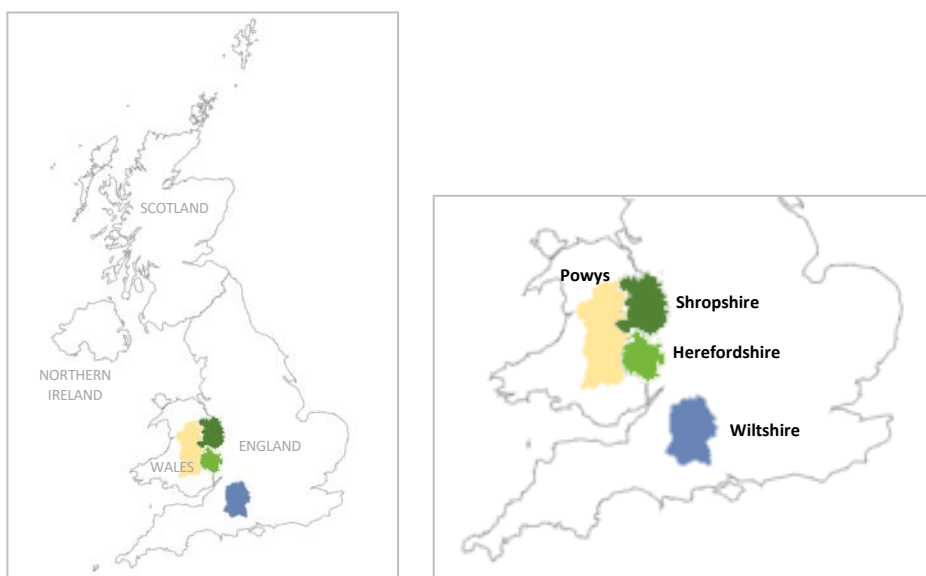 SCOTLAND
NORTHERN
IRELAND
WALES
ENGLAND
Powys
Shropshire
Herefordshire
Wiltshire